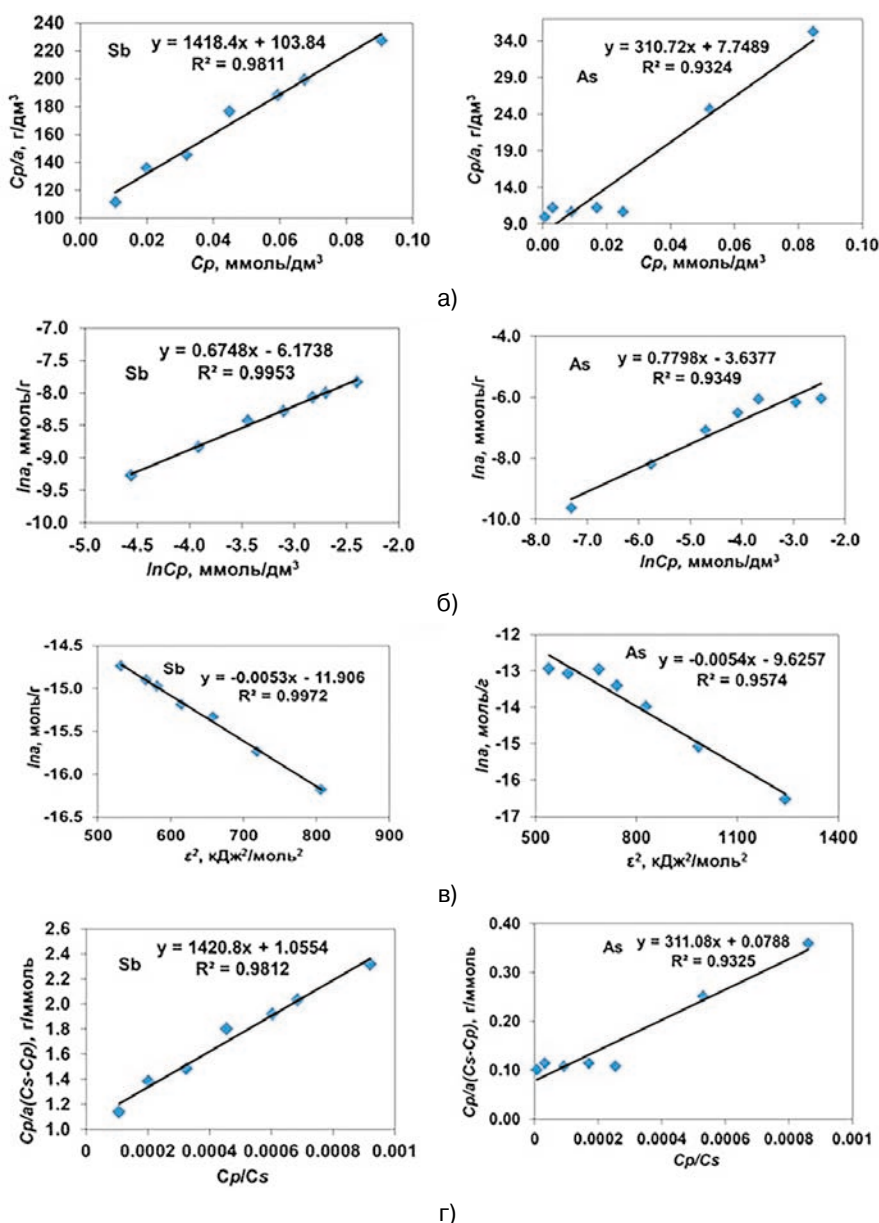 240
220
200
180
160
140
120
100
Cp/a, г/дм³
Sb
y = 1418.4x + 103.84
R² = 0.9811
0.00 0.02 0.04 0.06 0.08 0.10
Cp, ммоль/дм³
34.0
29.0
24.0
19.0
14.0
9.0
Cp/a, г/дм³
y = 310.72x + 7.7489
R² = 0.9324
As
0.00 0.02 0.04 0.06 0.08 0.10
Cp, ммоль/дм³
а)
-7.0
-7.5
-8.0
-8.5
-9.0
-9.5
-10.0
lna, ммоль/г
y = 0.6748x - 6.1738
Sb
R² = 0.9953
-5.0 -4.5 -4.0 -3.5 -3.0 -2.5 -2.0
lnCp, ммоль/дм³
-4.0
-6.0
-8.0
-10.0
lna, ммоль/г
y = 0.7798x - 3.6377
As
R² = 0.9349
-8.0 -7.0 -6.0 -5.0 -4.0 -3.0 -2.0
lnCp, ммоль/дм³
б)
-14.5
-15.0
-15.5
-16.0
-16.5
lna, моль/г
Sb
y = -0.0053x - 11.906
R² = 0.9972
500 600 700 800 900
ε², кДж²/моль²
-12
-13
-14
-15
-16
-17
lna, моль/г
As
y = -0.0054x - 9.6257
R² = 0.9574
500 800 1100 1400
ε², кДж²/моль²
в)
2.6
2.4
2.2
2.0
1.8
1.6
1.4
1.2
1.0
Cp/a(Cs-Cp), г/ммоль
Sb
y = 1420.8x + 1.0554
R² = 0.9812
0 0.0002 0.0004 0.0006 0.0008 0.001
Cp/Cs
0.40
0.30
0.20
0.10
0.00
Cp/a(Cs-Cp), г/ммоль
y = 311.08x + 0.0788
As
R² = 0.9325
0 0.0002 0.0004 0.0006 0.0008 0.001
Cp/Cs
г)